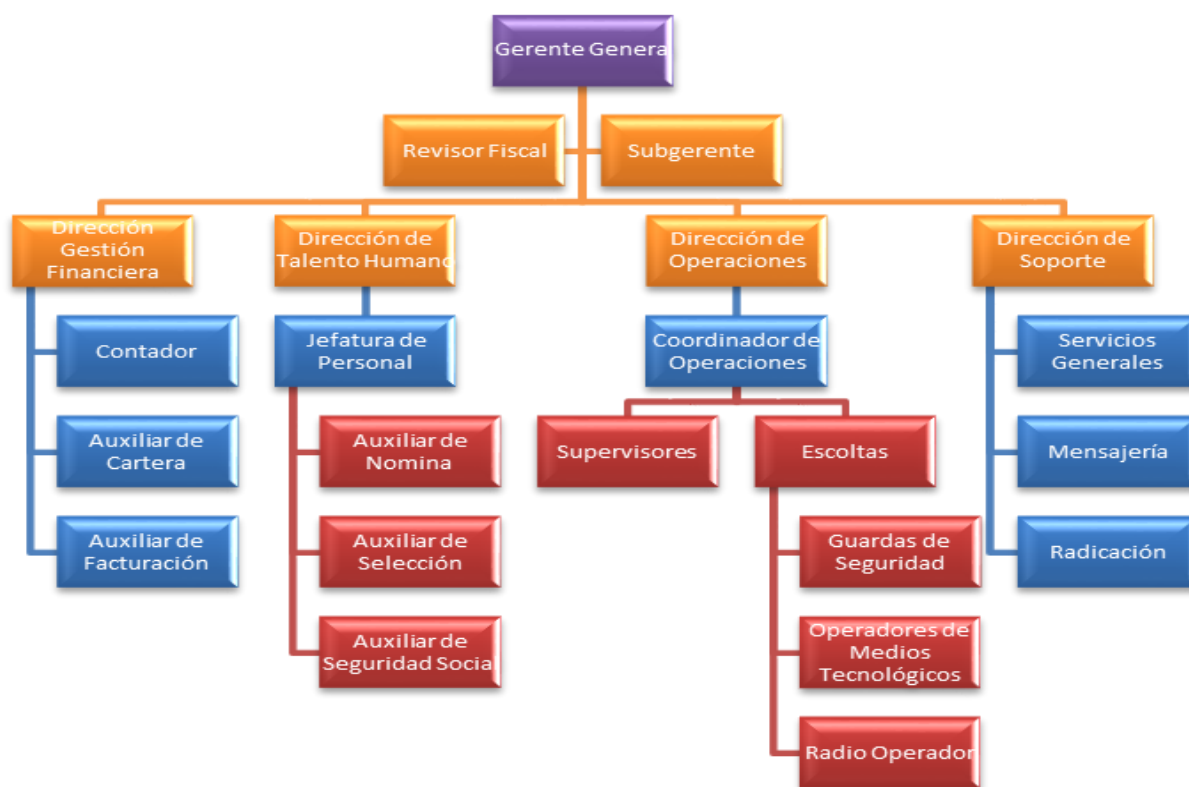 Gerente Genera
Revisor Fiscal
Subgerente
Dirección
Gestión
Financiera
Dirección de
Talento Humano
Dirección de
Operaciones
Dirección de
Soporte
Contador
Auxiliar de
Cartera
Auxiliar de
Facturación
Jefatura de
Personal
Auxiliar de
Nomina
Auxiliar de
Selección
Auxiliar de
Seguridad Socia
Coordinador de
Operaciones
Supervisores
Escoltas
Guardas de
Seguridad
Operadores de
Medios
Tecnológicos
Radio Operador
Servicios
Generales
Mensajería
Radicación